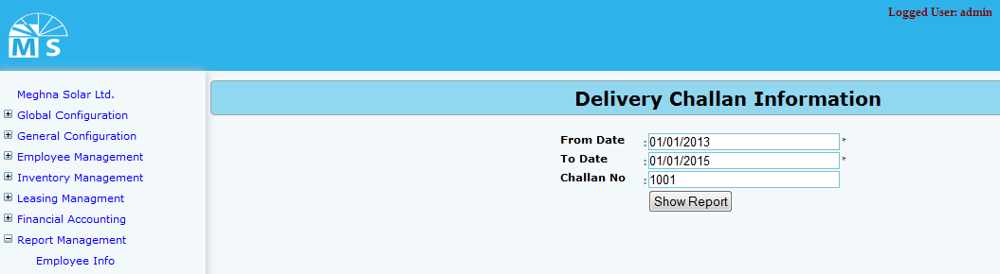 Logged User: admin
M S
Meghna Solar Ltd.
Global Configuration
General Configuration
Employee Management
Inventory Management
Leasing Managment
Financial Accounting
Report Management
Employee Info
Delivery Challan Information
From Date : 01/01/2013 *
To Date : 01/01/2015 *
Challan No : 1001
Show Report